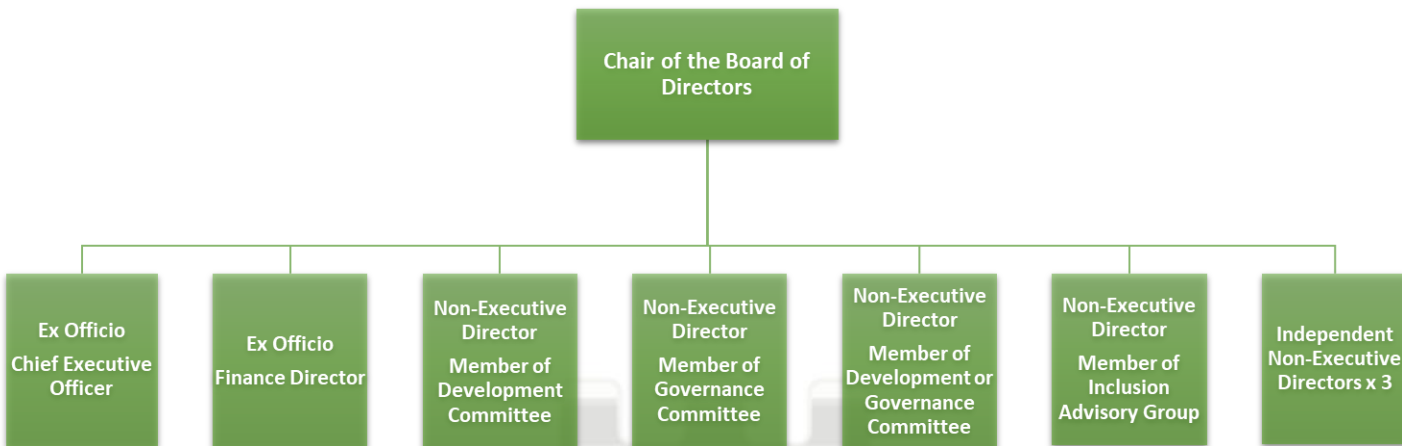 Chair of the Board of
Directors
Ex Officio
Chief Executive
Officer
Ex Officio
Finance Director
Non-Executive
Director
Member of
Development
Committee
Non-Executive
Director
Member of
Governance
Committee
Non-Executive
Director
Member of
Development or
Governance
Committee
Non-Executive
Director
Member of
Inclusion
Advisory Group
Independent
Non-Executive
Directors x 3